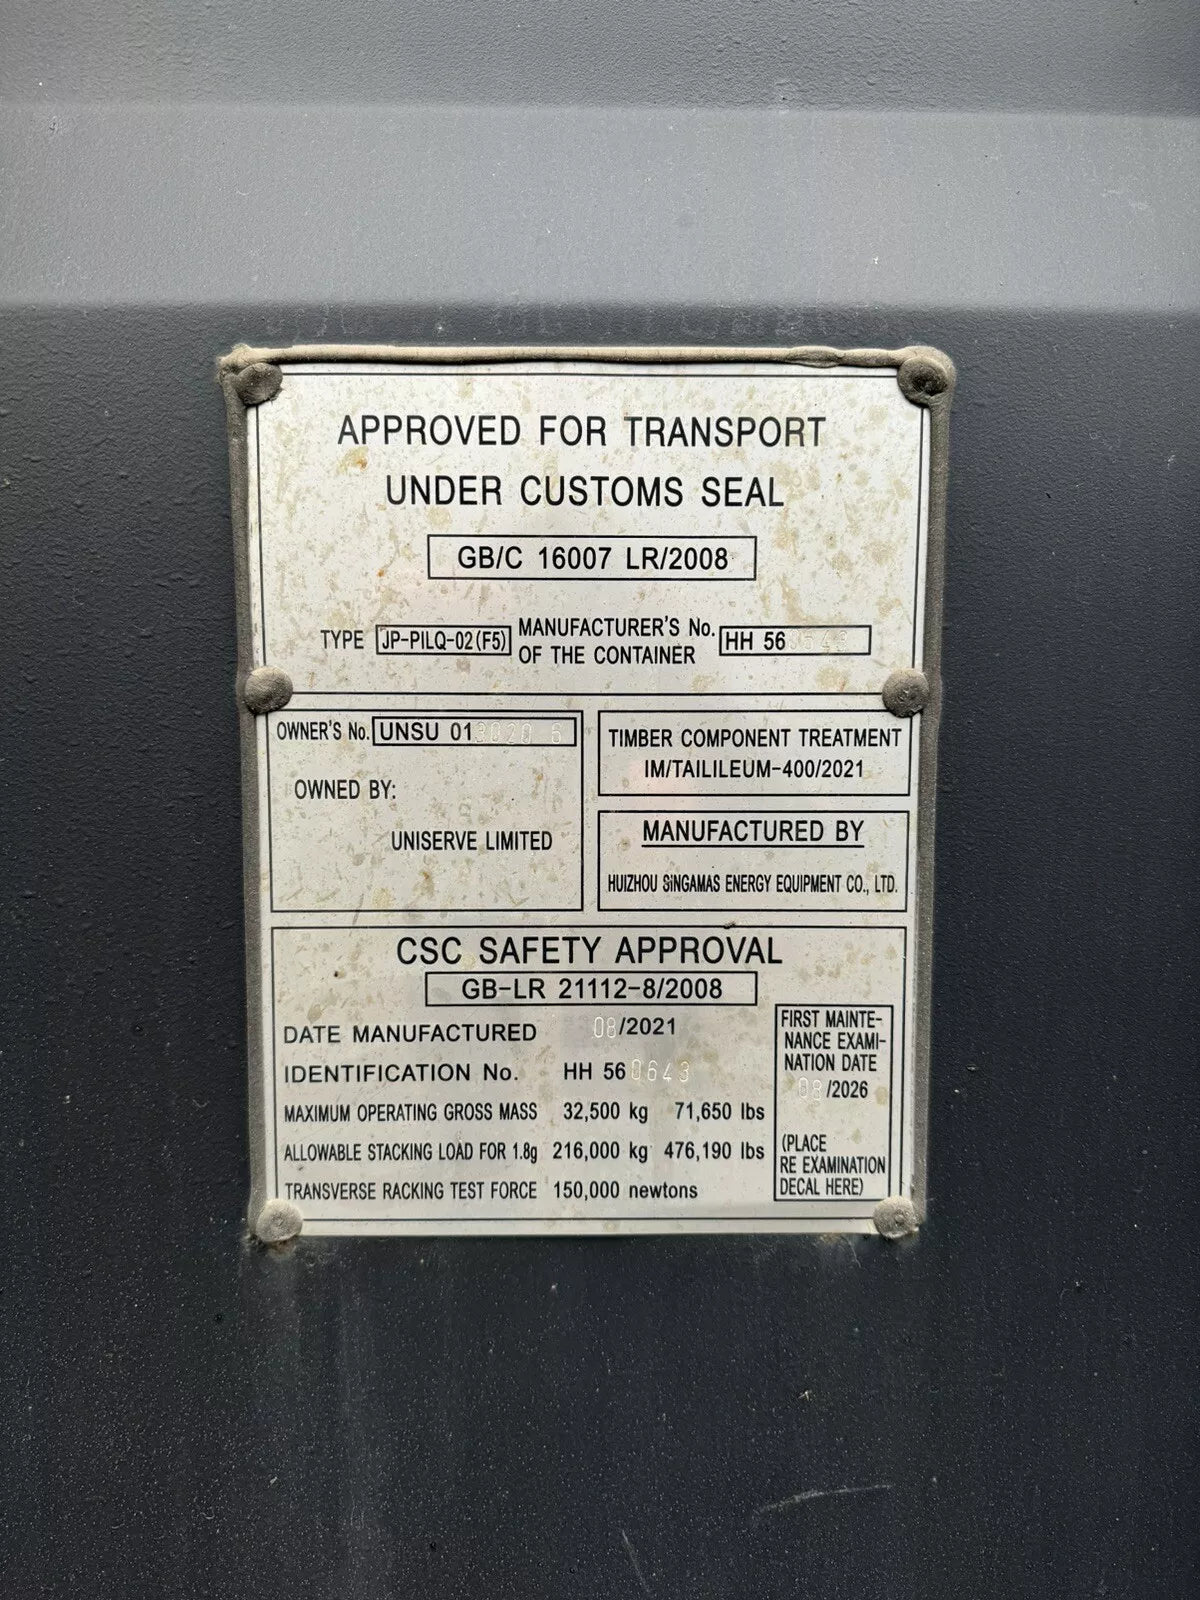 APPROVED FOR TRANSPORT
UNDER CUSTOMS SEAL
GB/C 16007 LR/2008
TYPE JP-PILQ-02(F5) MANUFACTURER'S No. OF THE CONTAINER HH 560643
OWNER'S No. UNSU 013020 6
OWNED BY:
UNISERVE LIMITED
TIMBER COMPONENT TREATMENT
IM/TAILILEUM-400/2021
MANUFACTURED BY
HUIZHOU SINGAMAS ENERGY EQUIPMENT CO., LTD.
CSC SAFETY APPROVAL
GB-LR 21112-8/2008
DATE MANUFACTURED 08/2021
IDENTIFICATION No. HH 560643
MAXIMUM OPERATING GROSS MASS 32,500 kg 71,650 lbs
ALLOWABLE STACKING LOAD FOR 1.8g 216,000 kg 476,190 lbs
TRANSVERSE RACKING TEST FORCE 150,000 newtons
FIRST MAINTE-
NANCE EXAMI-
NATION DATE
08/2026
(PLACE
RE EXAMINATION
DECAL HERE)